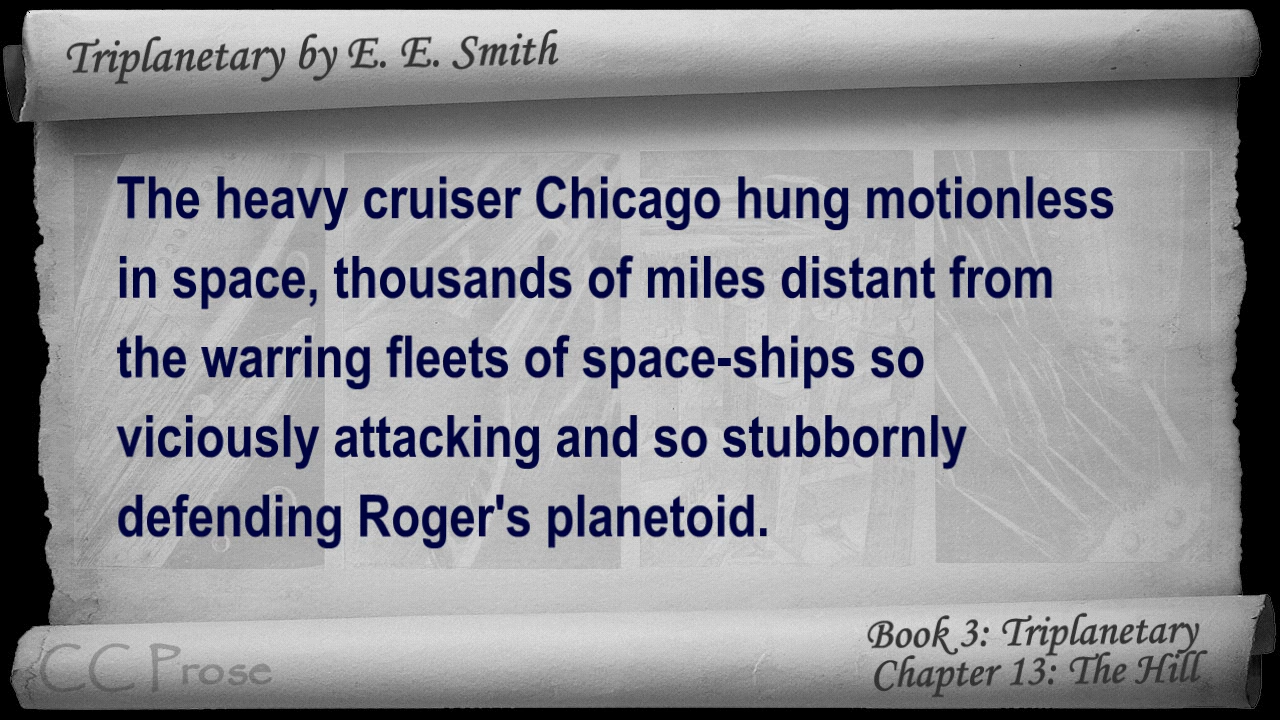 Triplanetary by E. E. Smith
The heavy cruiser Chicago hung motionless
in space, thousands of miles distant from
the warring fleets of space-ships so
viciously attacking and so stubbornly
defending Roger's planetoid.
Book 3: Triplanetary
Chapter 13: The Hill
CC Prose